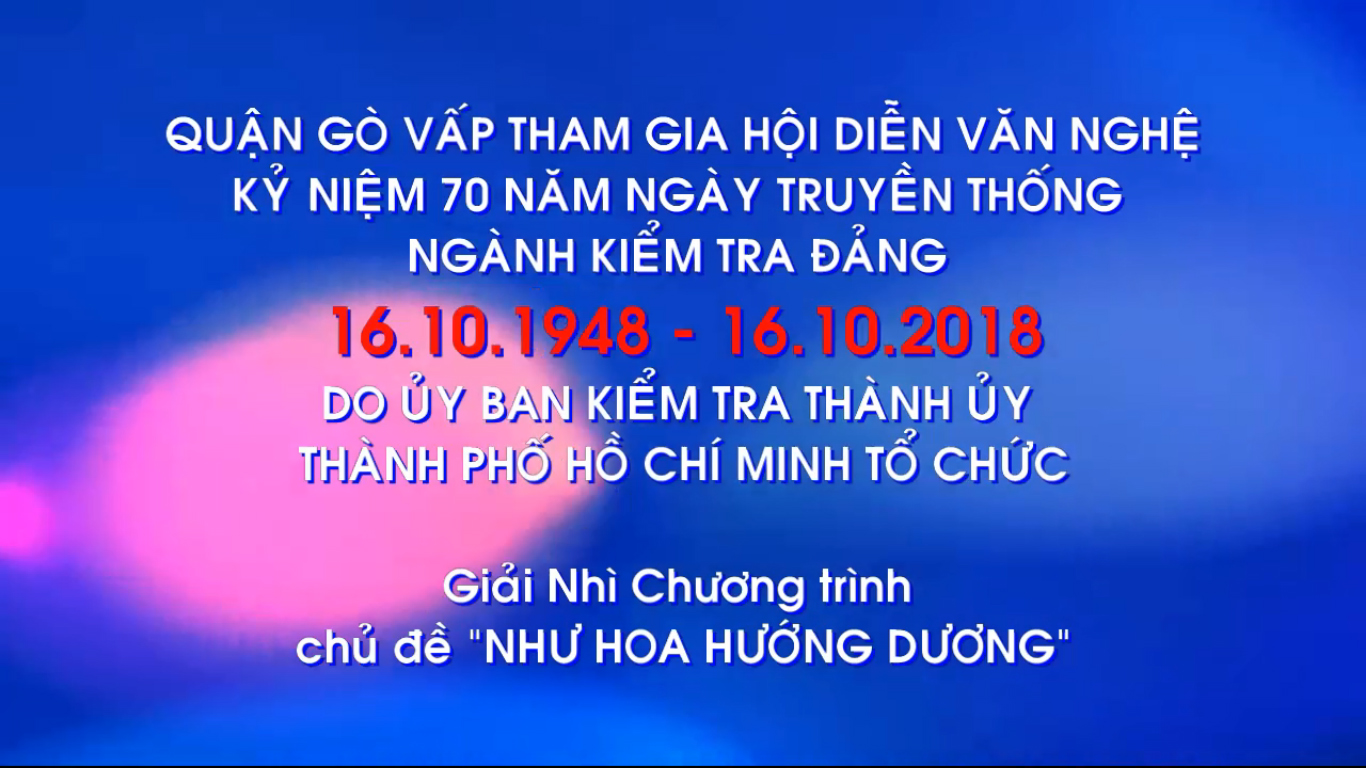 QUẬN GÒ VẤP THAM GIA HỘI DIỄN VĂN NGHỆ
KỶ NIỆM 70 NĂM NGÀY TRUYỀN THỐNG
NGÀNH KIỂM TRA ĐẢNG
16.10.1948 - 16.10.2018
DO ỦY BAN KIỂM TRA THÀNH ỦY
THÀNH PHỐ HỒ CHÍ MINH TỔ CHỨC
Giải Nhì Chương trình
chủ đề "NHƯ HOA HƯỚNG DƯƠNG"